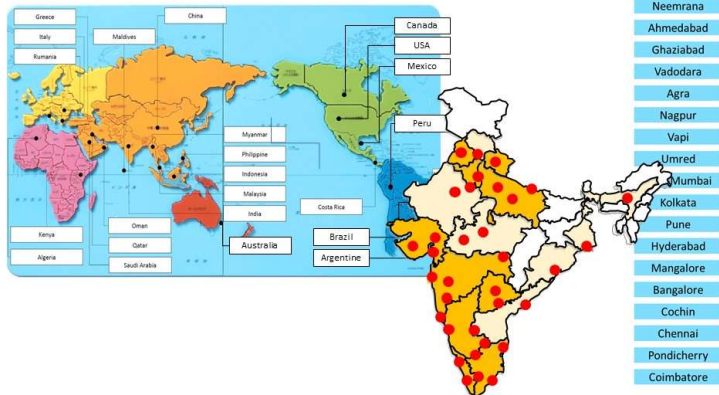 Greece
China
Italy
Maldives
Rumania
Canada
USA
Mexico
Myanmar
Peru
Philippine
Indonesia
Malaysia
Costa Rica
India
Oman
Kenya
Brazil
Qatar
Australia
Algeria
Argentine
Saudi Arabia
Neemrana
Ahmedabad
Ghaziabad
Vadodara
Agra
Nagpur
Vapi
Umred
Mumbai
Kolkata
Pune
Hyderabad
Mangalore
Bangalore
Cochin
Chennai
Pondicherry
Coimbatore